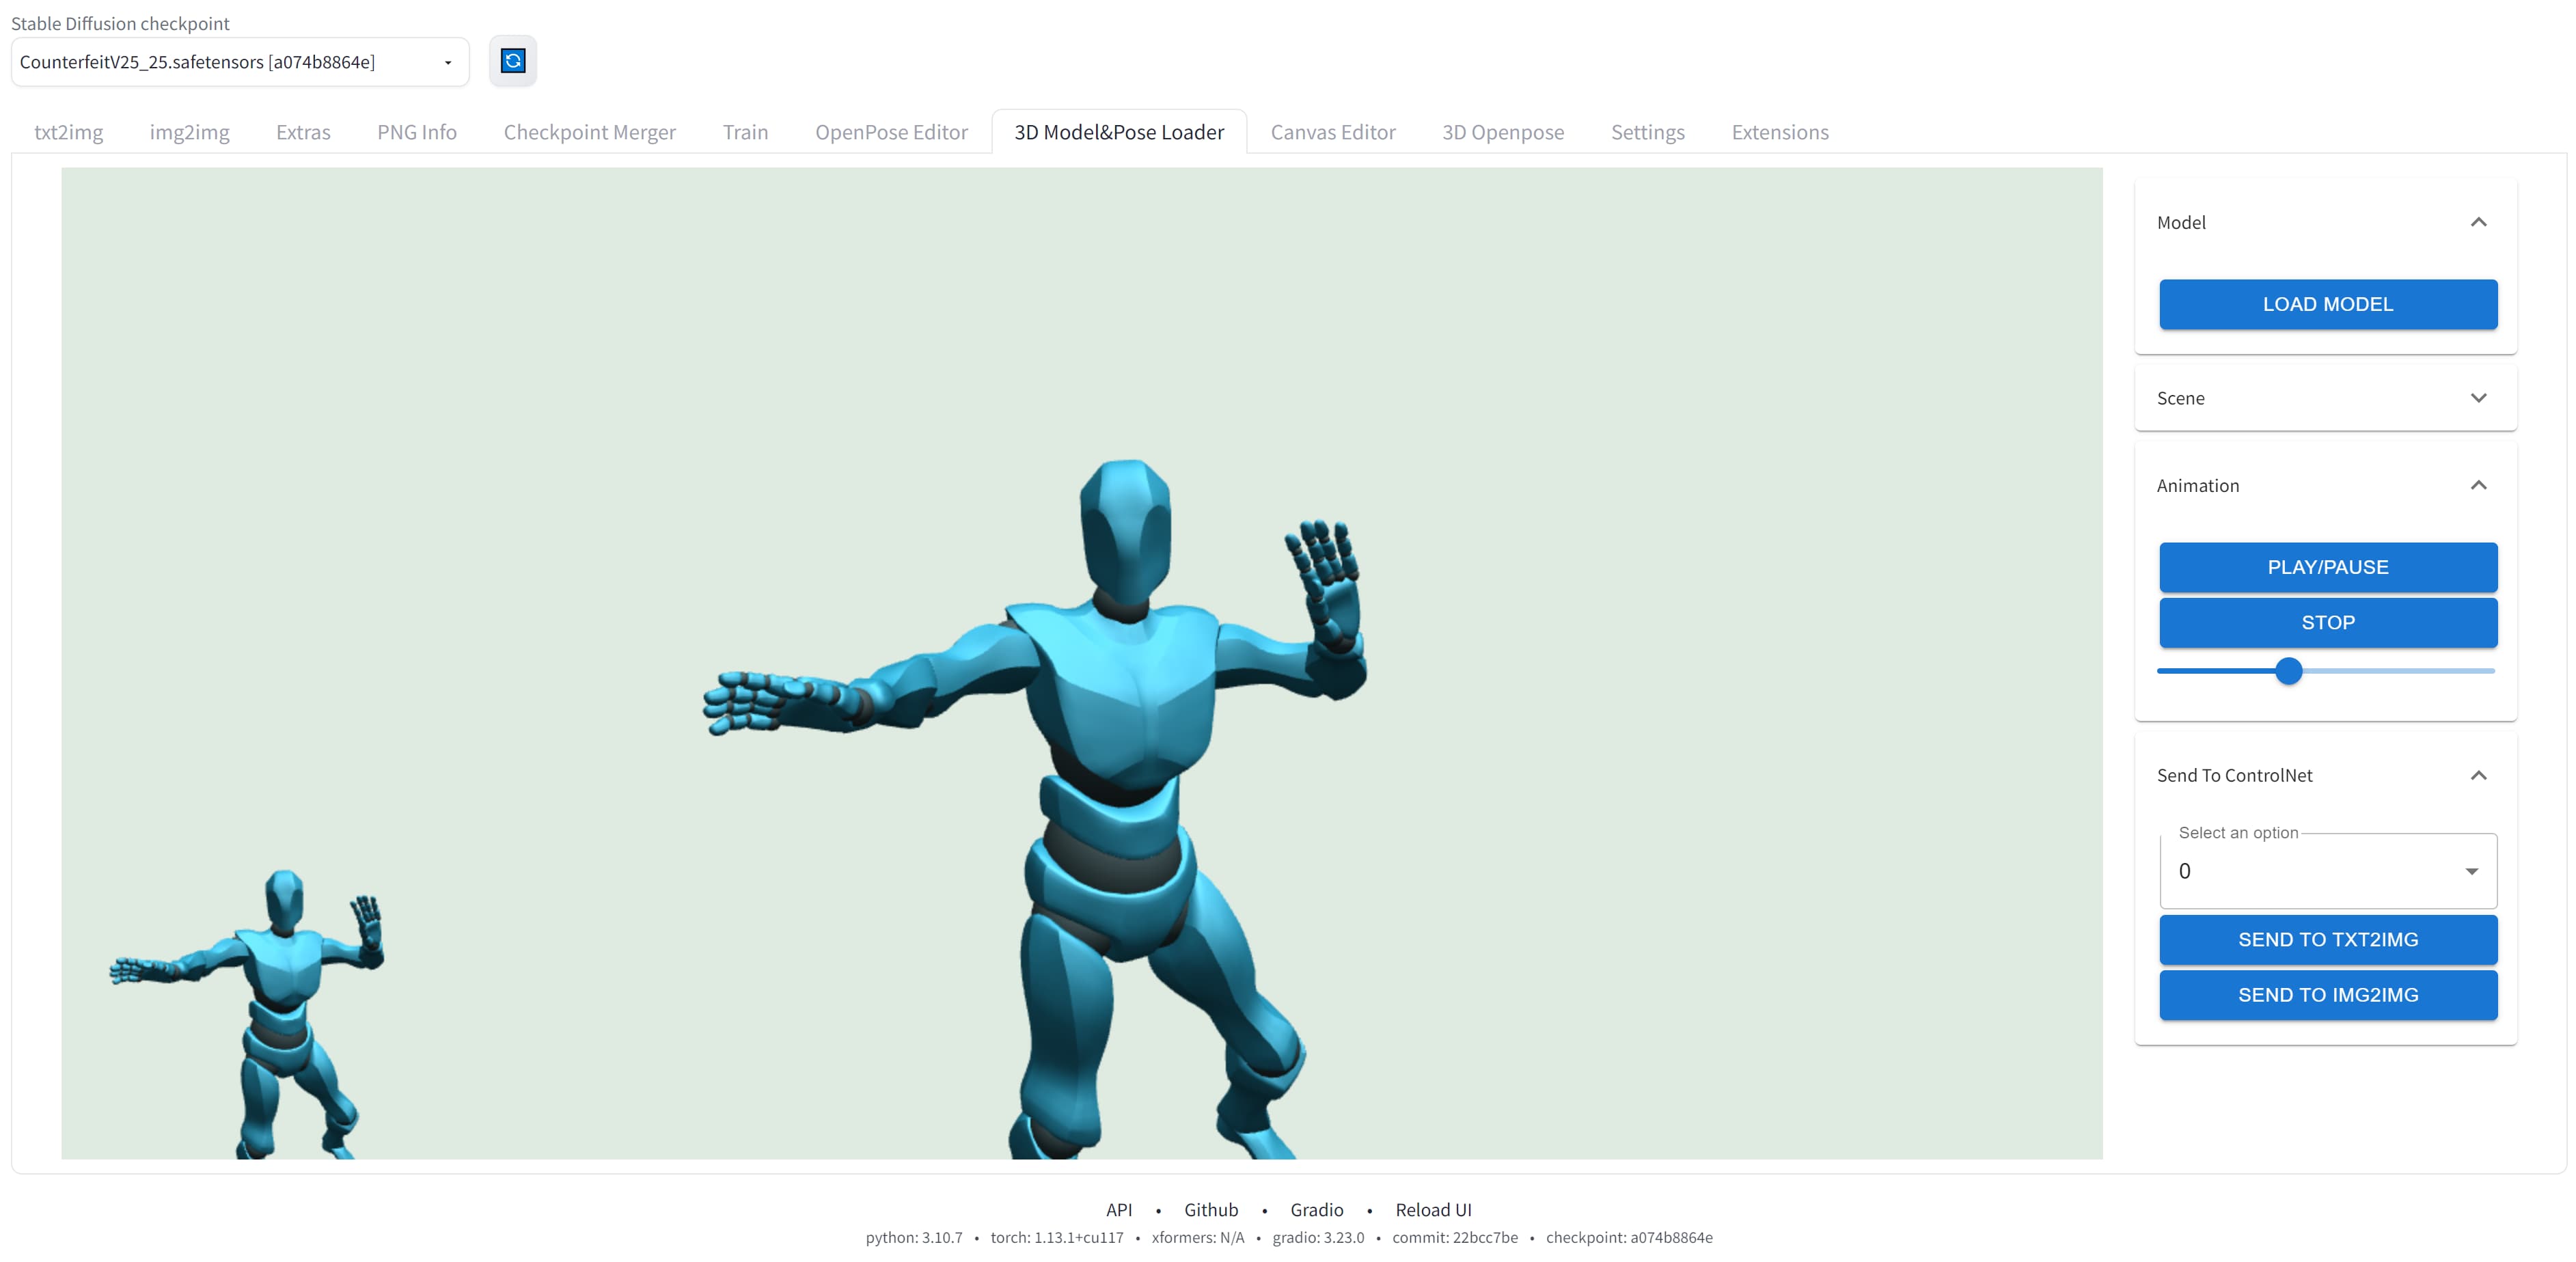 Stable Diffusion checkpoint
CounterfeitV25_25.safetensors [a074b8864e]
txt2img img2img Extras PNG Info Checkpoint Merger Train OpenPose Editor 3D Model&Pose Loader Canvas Editor 3D Openpose Settings Extensions
Model
LOAD MODEL
Scene
Animation
PLAY/PAUSE
STOP
Send To ControlNet
Select an option
0
SEND TO TXT2IMG
SEND TO IMG2IMG
API • Github • Gradio • Reload UI
python: 3.10.7 • torch: 1.13.1+cu117 • xformers: N/A • gradio: 3.23.0 • commit: 22bcc7be • checkpoint: a074b8864e